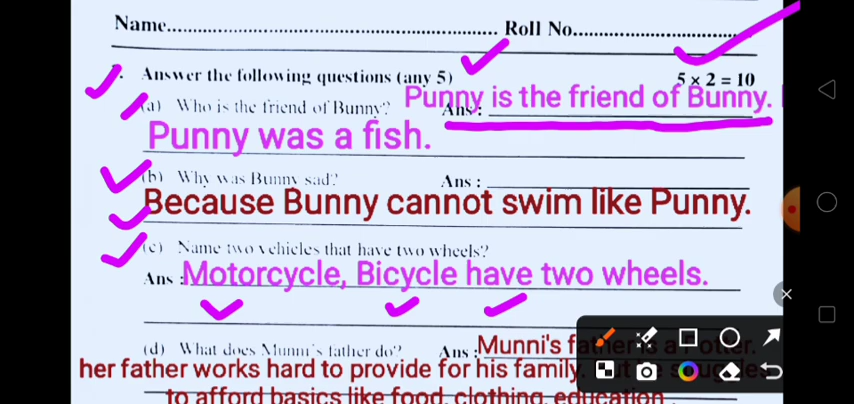 Name.......................................................... Roll No.......................................
Answer the following questions (any 5) 5 × 2 = 10
(a) Who is the friend of Bunny? Ans : Punny is the friend of Bunny.
Punny was a fish.
(b) Why was Bunny sad? Ans :
Because Bunny cannot swim like Punny.
(c) Name two vehicles that have two wheels?
Ans : Motorcycle, Bicycle have two wheels.
(d) What does Munni's father do? Ans : Munni's father is a Potter.
her father works hard to provide for his family.
to afford basics like food, clothing, education.